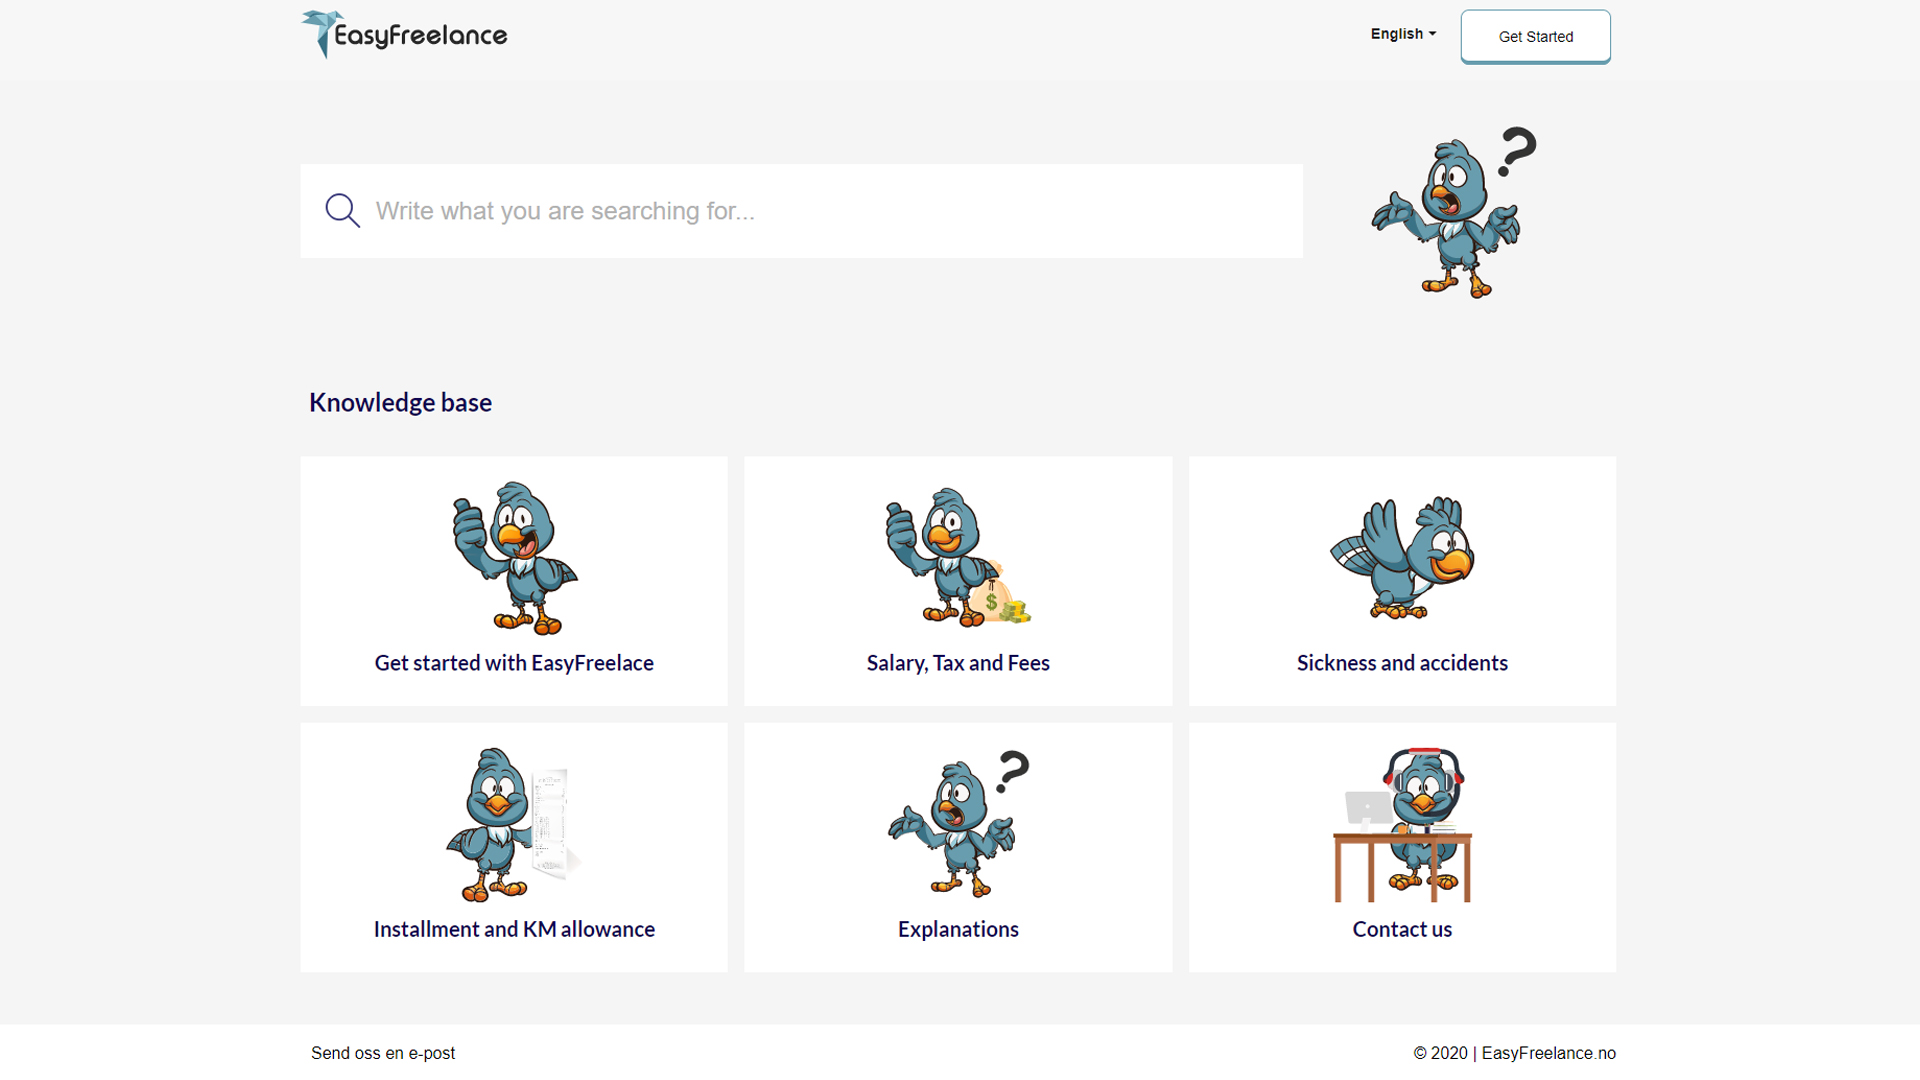 EasyFreelance
English
Get Started
Write what you are searching for...
Knowledge base
Get started with EasyFreelace
Salary, Tax and Fees
Sickness and accidents
Installment and KM allowance
Explanations
Contact us
Send oss en e-post
© 2020 | EasyFreelance.no